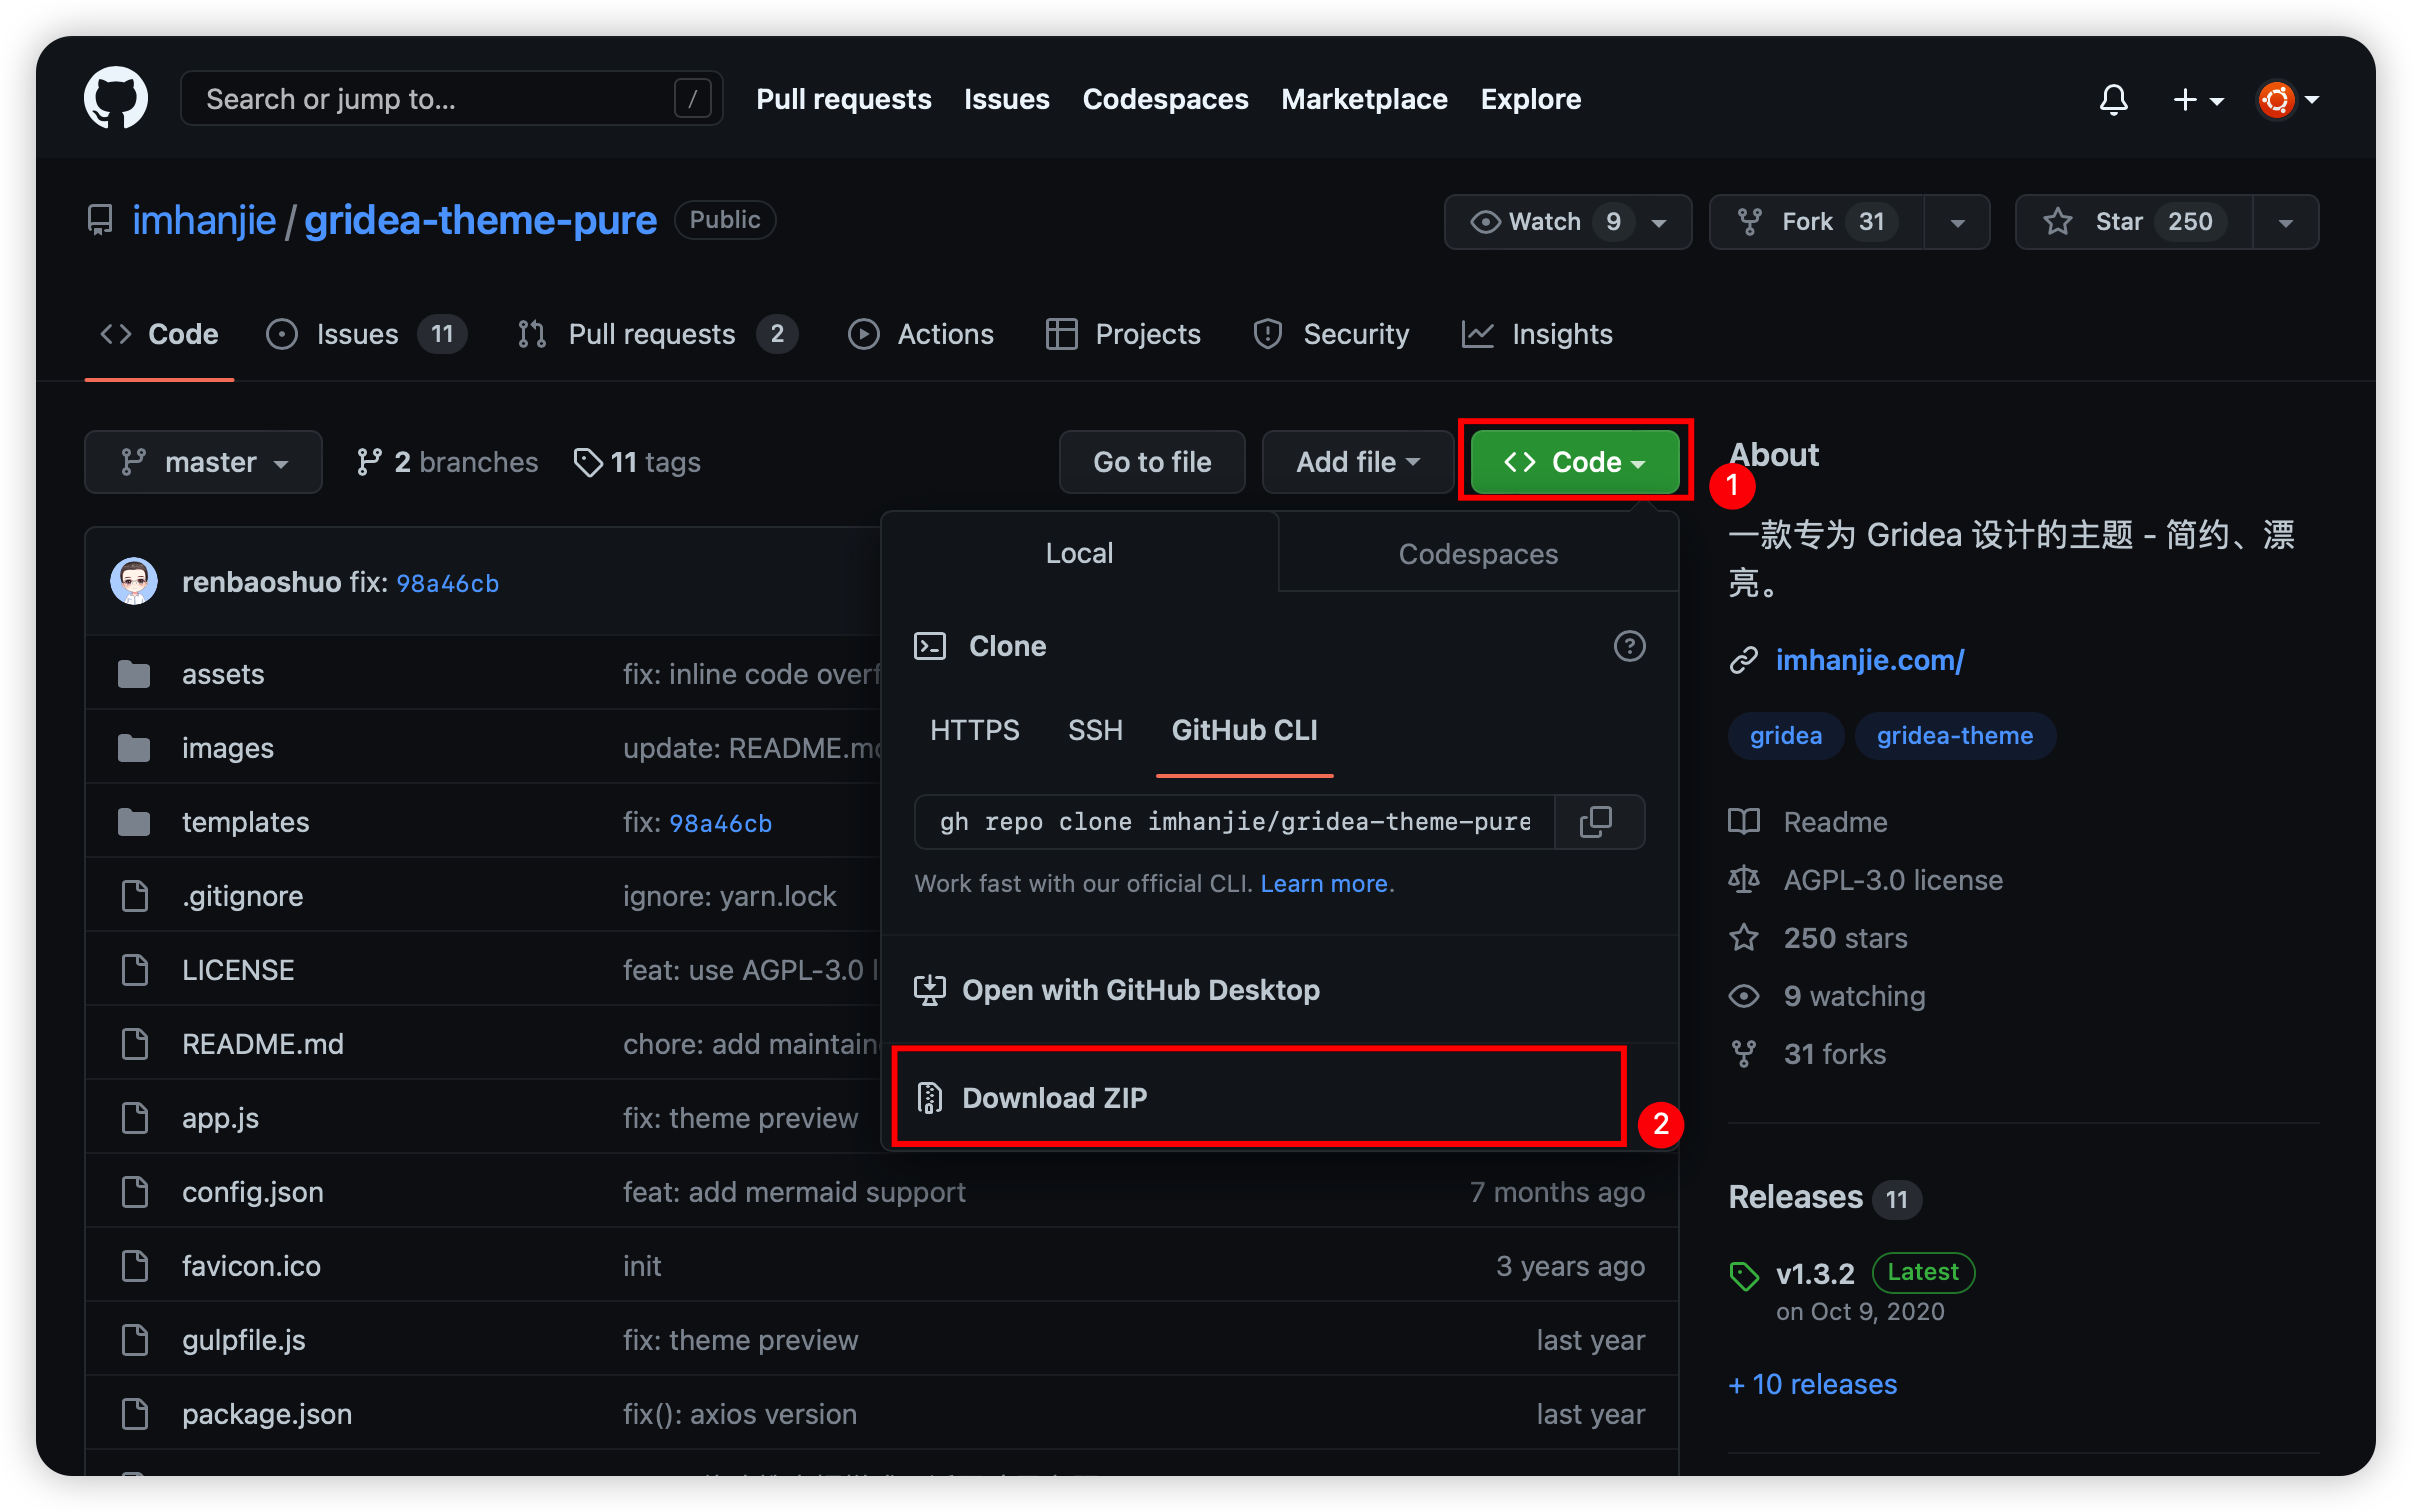 Search or jump to... /
Pull requests Issues Codespaces Marketplace Explore
imhanjie / gridea-theme-pure Public
Watch 9 Fork 31 Star 250
Code Issues 11 Pull requests 2 Actions Projects Security Insights
master 2 branches 11 tags
Go to file Add file Code
1
Local Codespaces
Clone
HTTPS SSH GitHub CLI
gh repo clone imhanjie/gridea-theme-pure
Work fast with our official CLI. Learn more.
Open with GitHub Desktop
Download ZIP
2
renbaoshuo fix: 98a46cb
assets fix: inline code overf
images update: README.m
templates fix: 98a46cb
.gitignore ignore: yarn.lock
LICENSE feat: use AGPL-3.0
README.md chore: add maintain
app.js fix: theme preview
config.json feat: add mermaid support 7 months ago
favicon.ico init 3 years ago
gulpfile.js fix: theme preview last year
package.json fix(): axios version last year
About
一款专为 Gridea 设计的主题 - 简约、漂
亮。
imhanjie.com/
gridea gridea-theme
Readme
AGPL-3.0 license
250 stars
9 watching
31 forks
Releases 11
v1.3.2 Latest
on Oct 9, 2020
+ 10 releases